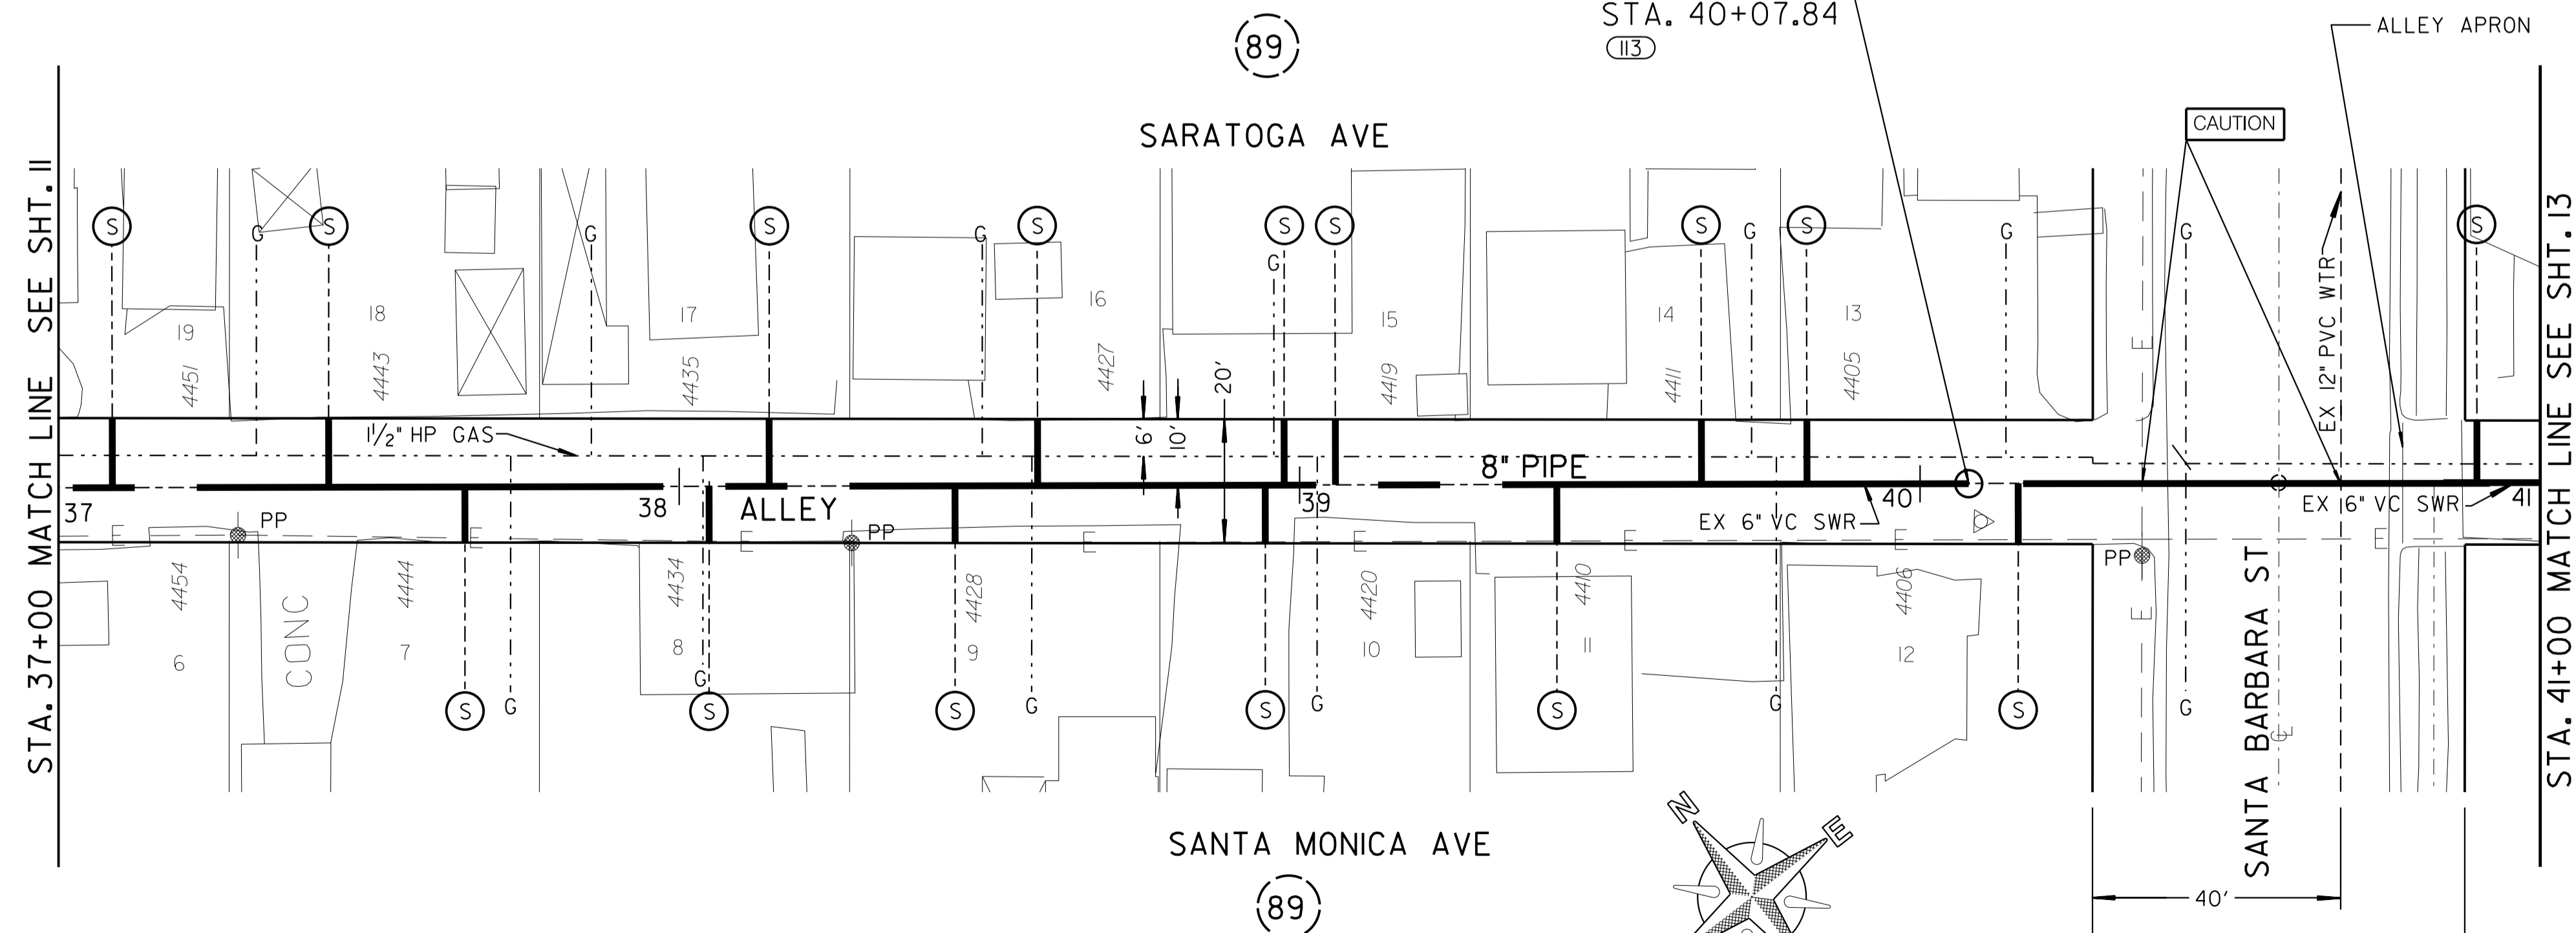 STA. 40+07.84
113
ALLEY APRON
89
SARATOGA AVE
CAUTION
STA. 37+00 MATCH LINE SEE SHT. 11
STA. 41+00 MATCH LINE SEE SHT. 13
S
S
S
S
S
S
S
S
S
G
G
G
G
G
G
G
E
EX 12" PVC WTR
19
18
17
16
15
14
13
4451
4443
4435
4427
4419
4411
4405
1 1/2" HP GAS
6'
10'
20'
8" PIPE
37
38
39
40
41
ALLEY
EX 6" VC SWR
EX 6" VC SWR
E
PP
E
E
PP
E
E
E
E
PP
E
E
4454
4444
4434
4428
4420
4410
4406
CONC
6
7
8
9
10
11
12
S
G
G
S
S
G
S
G
S
G
S
G
SANTA BARBARA ST
SANTA MONICA AVE
89
N
E
40'